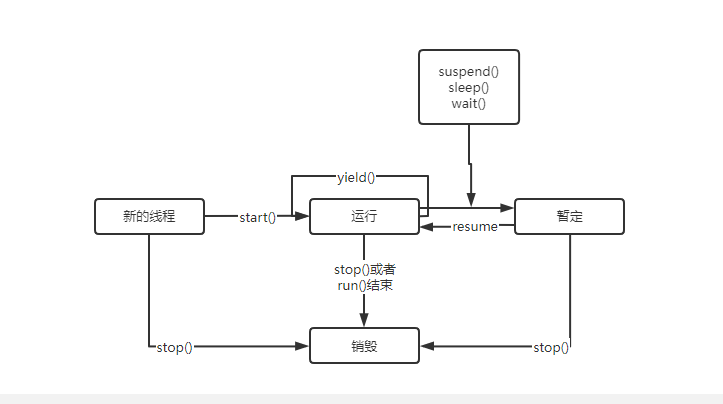 suspend()
sleep()
wait()
yield()
新的线程
start()
运行
暂定
resume
stop()或者
run()结束
stop()
销毁
stop()